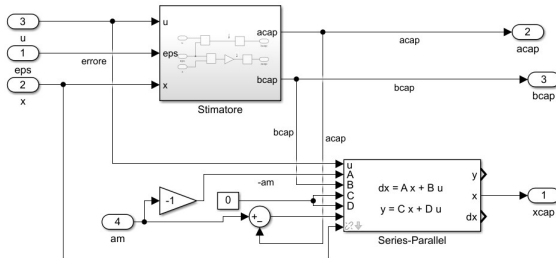 3
u
1
eps
2
x
errore
u
eps
x
acap
bcap
Stimatore
acap
2
acap
bcap
3
bcap
bcap
acap
-am
-1
0
4
am
+
−
u
A
B
C
D
dx = A x + B u
y = C x + D u
y
x
dx
Series-Parallel
1
xcap